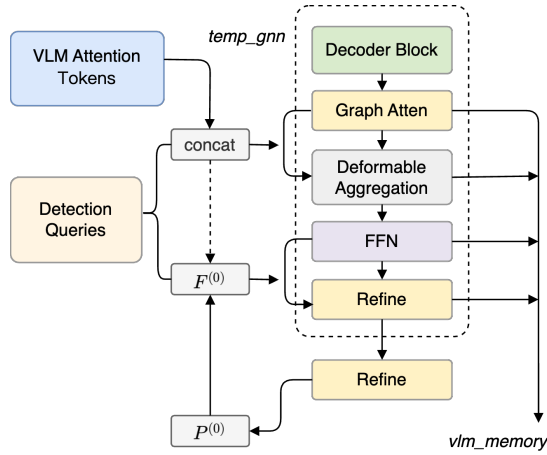 temp_gnn
VLM Attention
Tokens
Decoder Block
Graph Atten
concat
Deformable
Aggregation
Detection
Queries
FFN
F⁽⁰⁾
Refine
Refine
P⁽⁰⁾
vlm_memory